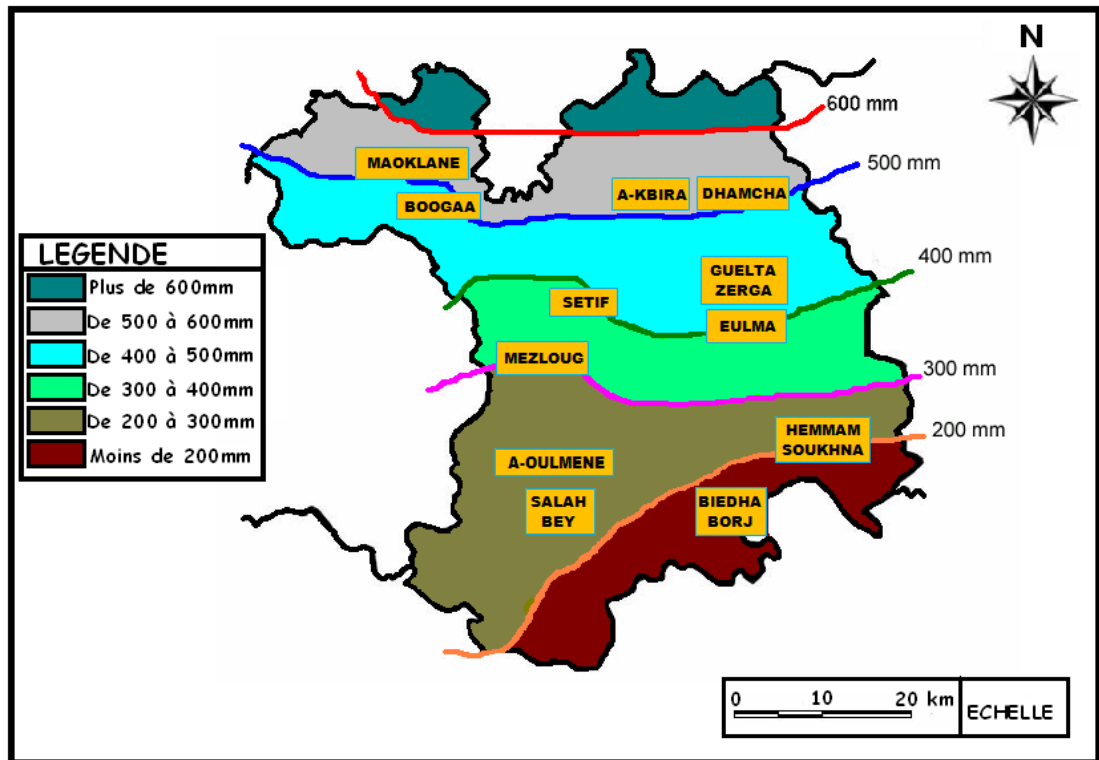 N
600 mm
MAOKLANE
500 mm
BOOGAA
A-KBIRA
DHAMCHA
400 mm
GUELTA
ZERGA
SETIF
EULMA
MEZLOUG
300 mm
HEMMAM
SOUKHNA
200 mm
A-OULMENE
SALAH
BEY
BIEDHA
BORJ
LEGENDE
Plus de 600mm
De 500 à 600mm
De 400 à 500mm
De 300 à 400mm
De 200 à 300mm
Moins de 200mm
0 10 20 km
ECHELLE